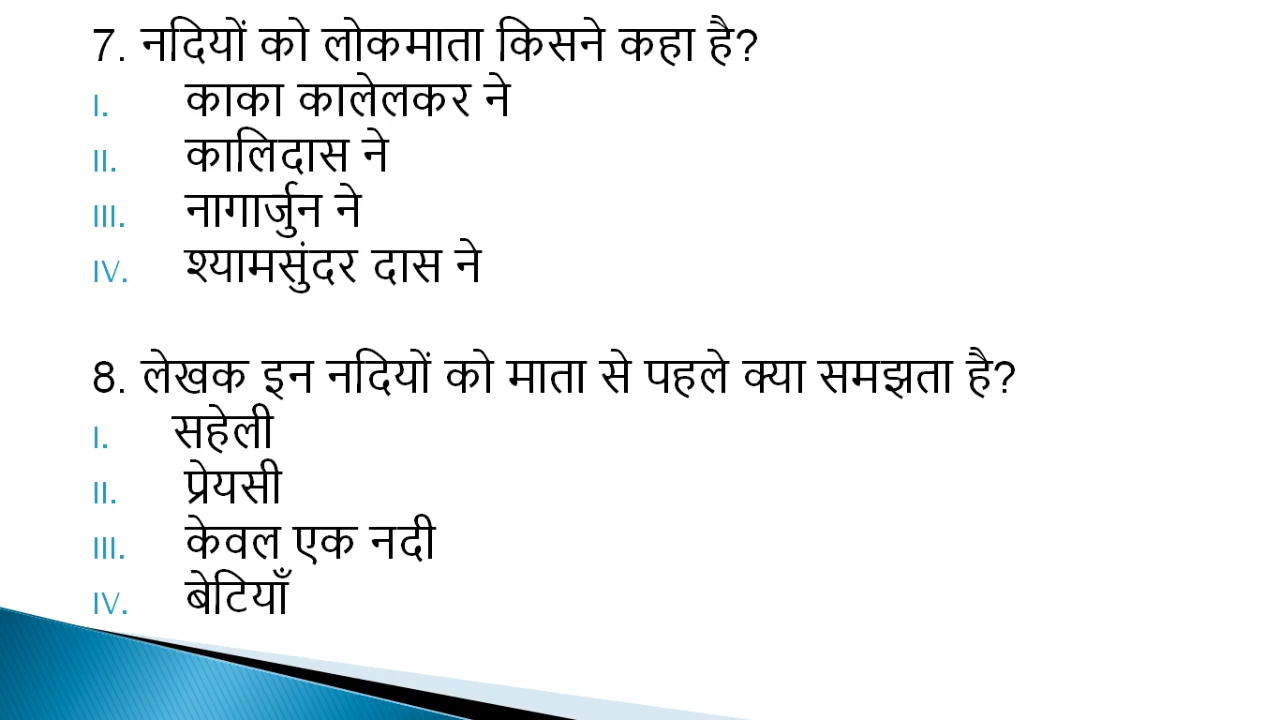 7. नदियों को लोकमाता किसने कहा है?
I. काका कालेलकर ने
II. कालिदास ने
III. नागार्जुन ने
IV. श्यामसुंदर दास ने
8. लेखक इन नदियों को माता से पहले क्या समझता है?
I. सहेली
II. प्रेयसी
III. केवल एक नदी
IV. बेटियाँ